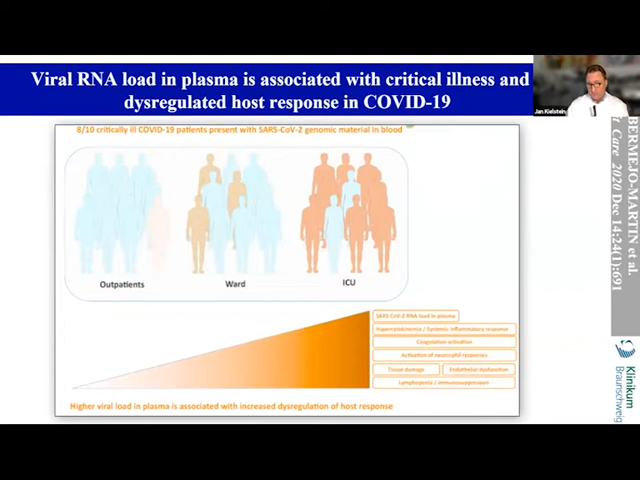 Viral RNA load in plasma is associated with critical illness and
dysregulated host response in COVID-19
Jan Kielstein
8/10 critically ill COVID-19 patients present with SARS-CoV-2 genomic material in blood
Outpatients
Ward
ICU
SARS-CoV-2 RNA load in plasma
Hypercytokinemia / Systemic inflammatory response
Coagulation activation
Activation of neutrophil responses
Tissue damage
Endothelial dysfunction
Lymphopenia / immunosuppression
Higher viral load in plasma is associated with increased dysregulation of host response
BERMEJO-MARTIN et al.
Care 2020 Dec 14;24(1):691
Klinikum
Braunschweig